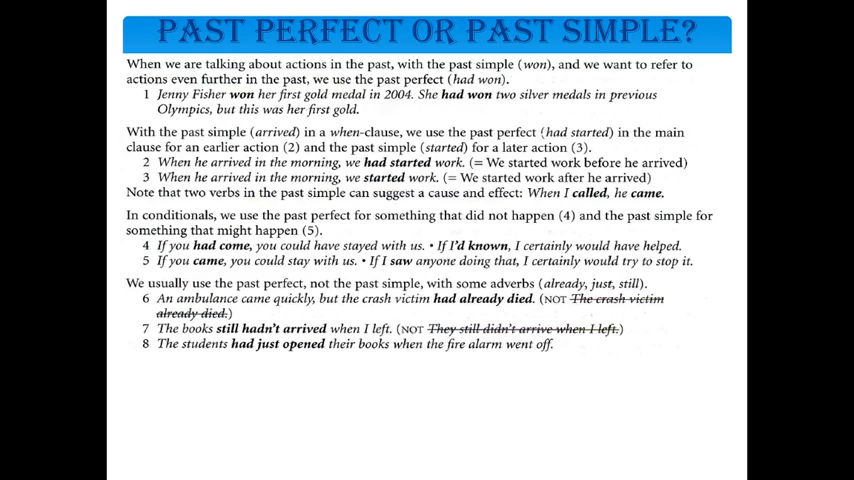 PAST PERFECT OR PAST SIMPLE?
When we are talking about actions in the past, with the past simple (won), and we want to refer to
actions even further in the past, we use the past perfect (had won).
1 Jenny Fisher won her first gold medal in 2004. She had won two silver medals in previous
Olympics, but this was her first gold.
With the past simple (arrived) in a when-clause, we use the past perfect (had started) in the main
clause for an earlier action (2) and the past simple (started) for a later action (3).
2 When he arrived in the morning, we had started work. (= We started work before he arrived)
3 When he arrived in the morning, we started work. (= We started work after he arrived)
Note that two verbs in the past simple can suggest a cause and effect: When I called, he came.
In conditionals, we use the past perfect for something that did not happen (4) and the past simple for
something that might happen (5).
4 If you had come, you could have stayed with us. • If I'd known, I certainly would have helped.
5 If you came, you could stay with us. • If I saw anyone doing that, I certainly would try to stop it.
We usually use the past perfect, not the past simple, with some adverbs (already, just, still).
6 An ambulance came quickly, but the crash victim had already died. (NOT The crash victim
already died.)
7 The books still hadn't arrived when I left. (NOT They still didn't arrive when I left.)
8 The students had just opened their books when the fire alarm went off.